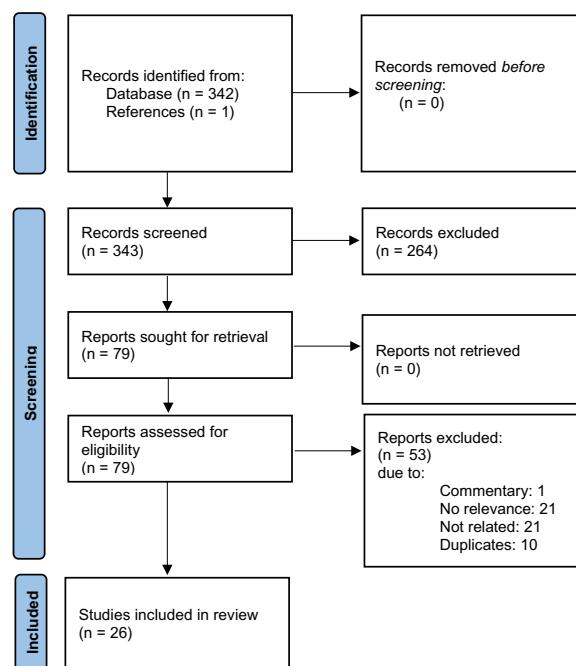 Identification
Records identified from:
Database (n = 342)
References (n = 1)
Records removed before
screening:
(n = 0)
Screening
Records screened
(n = 343)
Records excluded
(n = 264)
Reports sought for retrieval
(n = 79)
Reports not retrieved
(n = 0)
Reports assessed for
eligibility
(n = 79)
Reports excluded:
(n = 53)
due to:
Commentary: 1
No relevance: 21
Not related: 21
Duplicates: 10
Included
Studies included in review
(n = 26)